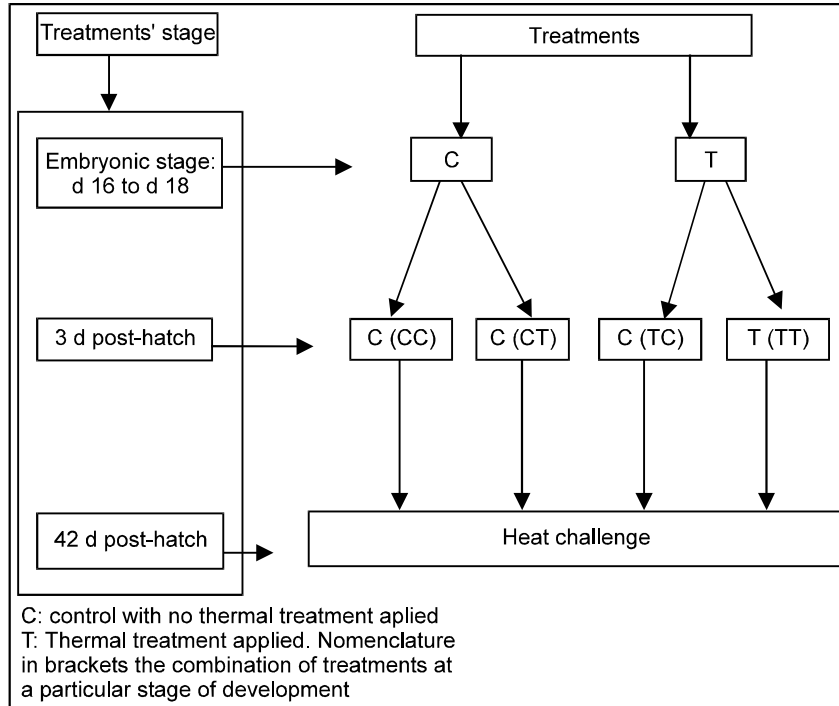 Treatments' stage
Treatments
Embryonic stage:
d 16 to d 18
C
T
3 d post-hatch
C (CC)
C (CT)
C (TC)
T (TT)
42 d post-hatch
Heat challenge
C: control with no thermal treatment aplied
T: Thermal treatment applied. Nomenclature
in brackets the combination of treatments at
a particular stage of development